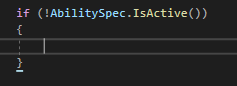 if (!AbilitySpec.IsActive())
{
}